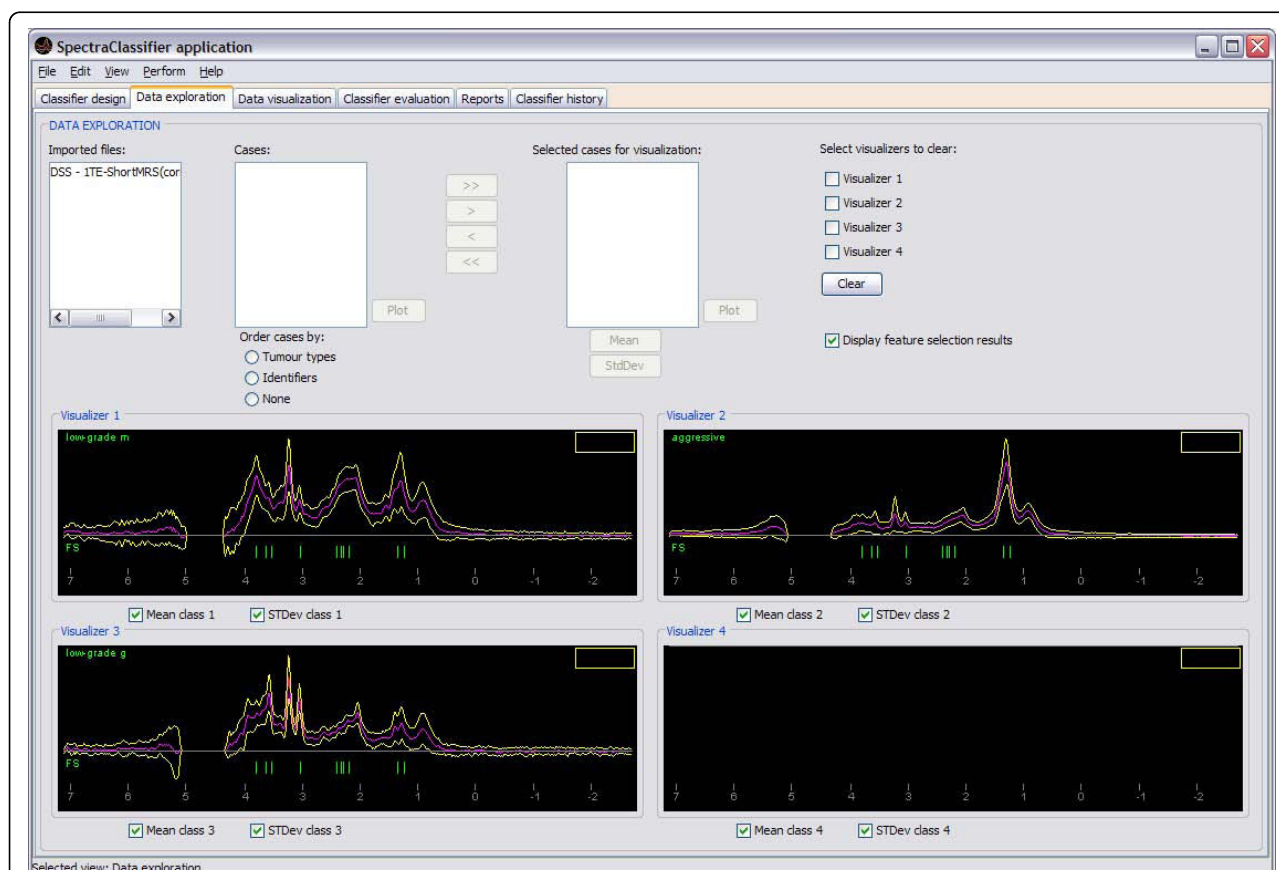 SpectraClassifier application
File Edit View Perform Help
Classifier design Data exploration Data visualization Classifier evaluation Reports Classifier history
DATA EXPLORATION
Imported files: Cases: Selected cases for visualization: Select visualizers to clear:
DSS - 1TE-ShortMRS(cor
>>
>
<
<<
Visualizer 1
Visualizer 2
Visualizer 3
Visualizer 4
Clear
Plot Plot
Order cases by:
Tumour types
Identifiers
None
Mean
StdDev
Display feature selection results
Visualizer 1
low-grade m
FS
7 6 5 4 3 2 1 0 -1 -2
Mean class 1 STDev class 1
Visualizer 2
aggressive
FS
7 6 5 4 3 2 1 0 -1 -2
Mean class 2 STDev class 2
Visualizer 3
low-grade g
FS
7 6 5 4 3 2 1 0 -1 -2
Mean class 3 STDev class 3
Visualizer 4
7 6 5 4 3 2 1 0 -1 -2
Mean class 4 STDev class 4
Selected view: Data exploration